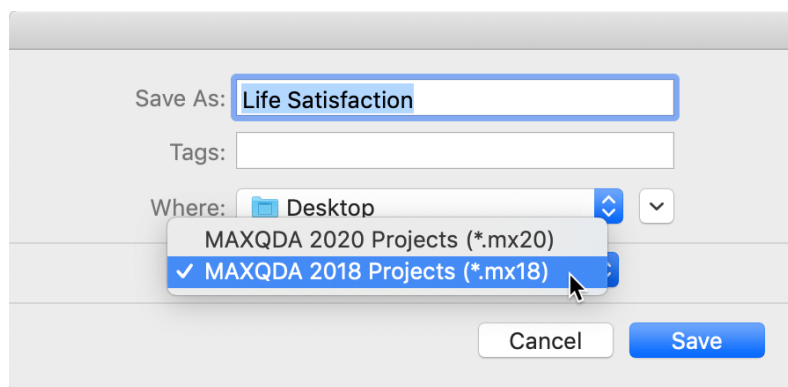 Save As: Life Satisfaction
Tags:
Where: Desktop
MAXQDA 2020 Projects (*.mx20)
✓ MAXQDA 2018 Projects (*.mx18)
Cancel Save